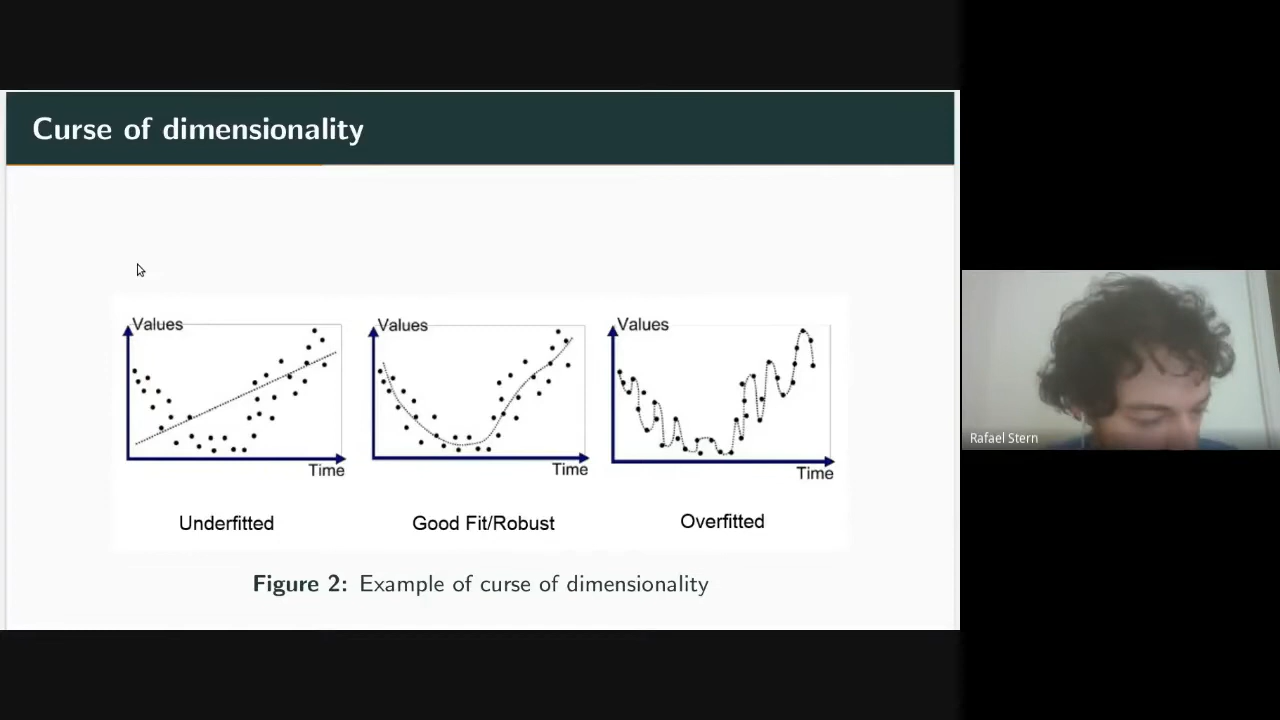 Curse of dimensionality
Values
Time
Underfitted
Values
Time
Good Fit/Robust
Values
Time
Overfitted
Figure 2: Example of curse of dimensionality
Rafael Stern